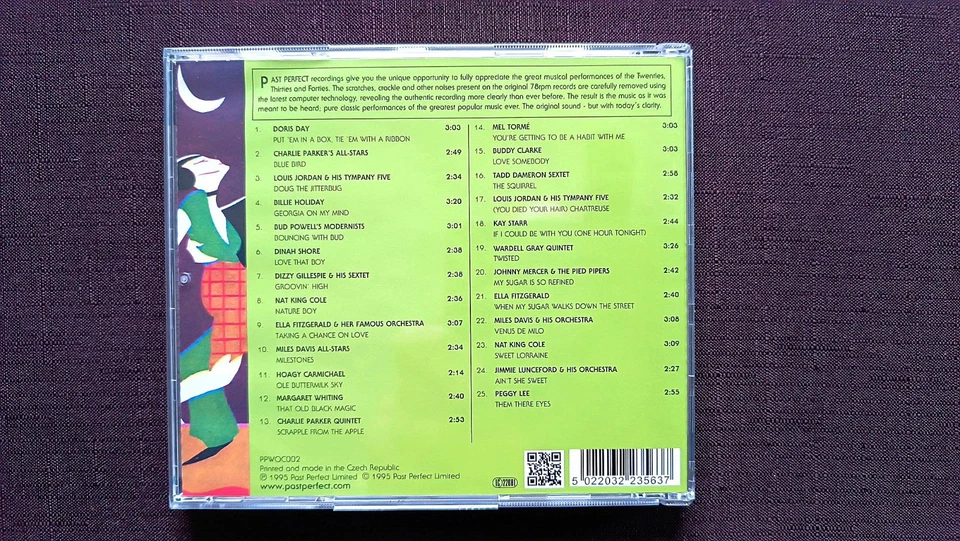 PAST PERFECT recordings give you the unique opportunity to fully appreciate the great musical performances of the Twenties,
Thirties and Forties. The scratches, crackle and other noises present on the original 78rpm records are carefully removed using
the latest computer technology, revealing the authentic recording more clearly than ever before. The result is the music as it was
meant to be heard; pure classic performances of the greatest popular music ever. The original sound - but with today's clarity.
1. DORIS DAY 3:03
PUT 'EM IN A BOX, TIE 'EM WITH A RIBBON
2. CHARLIE PARKER'S ALL-STARS 2:49
BLUE BIRD
3. LOUIS JORDAN & HIS TYMPANY FIVE 2:34
DOUG THE JITTERBUG
4. BILLIE HOLIDAY 3:20
GEORGIA ON MY MIND
5. BUD POWELL'S MODERNISTS 3:01
BOUNCING WITH BUD
6. DINAH SHORE 2:38
LOVE THAT BOY
7. DIZZY GILLESPIE & HIS SEXTET 2:38
GROOVIN' HIGH
8. NAT KING COLE 2:36
NATURE BOY
9. ELLA FITZGERALD & HER FAMOUS ORCHESTRA 3:07
TAKING A CHANCE ON LOVE
10. MILES DAVIS ALL-STARS 2:34
MILESTONES
11. HOAGY CARMICHAEL 2:14
OLE BUTTERMILK SKY
12. MARGARET WHITING 2:40
THAT OLD BLACK MAGIC
13. CHARLIE PARKER QUINTET 2:53
SCRAPPLE FROM THE APPLE
14. MEL TORMÉ 3:03
YOU'RE GETTING TO BE A HABIT WITH ME
15. BUDDY CLARKE 3:03
LOVE SOMEBODY
16. TADD DAMERON SEXTET 2:58
THE SQUIRREL
17. LOUIS JORDAN & HIS TYMPANY FIVE 2:32
(YOU DIED YOUR HAIR) CHARTREUSE
18. KAY STARR 2:44
IF I COULD BE WITH YOU (ONE HOUR TONIGHT)
19. WARDELL GRAY QUINTET 3:26
TWISTED
20. JOHNNY MERCER & THE PIED PIPERS 2:42
MY SUGAR IS SO REFINED
21. ELLA FITZGERALD 2:40
WHEN MY SUGAR WALKS DOWN THE STREET
22. MILES DAVIS & HIS ORCHESTRA 3:08
VENUS DE MILO
23. NAT KING COLE 3:09
SWEET LORRAINE
24. JIMMIE LUNCEFORD & HIS ORCHESTRA 2:27
AIN'T SHE SWEET
25. PEGGY LEE 2:55
THEM THERE EYES
PPWOC002
Printed and made in the Czech Republic
℗ 1995 Past Perfect Limited © 1995 Past Perfect Limited
www.pastperfect.com
5 022032 235637